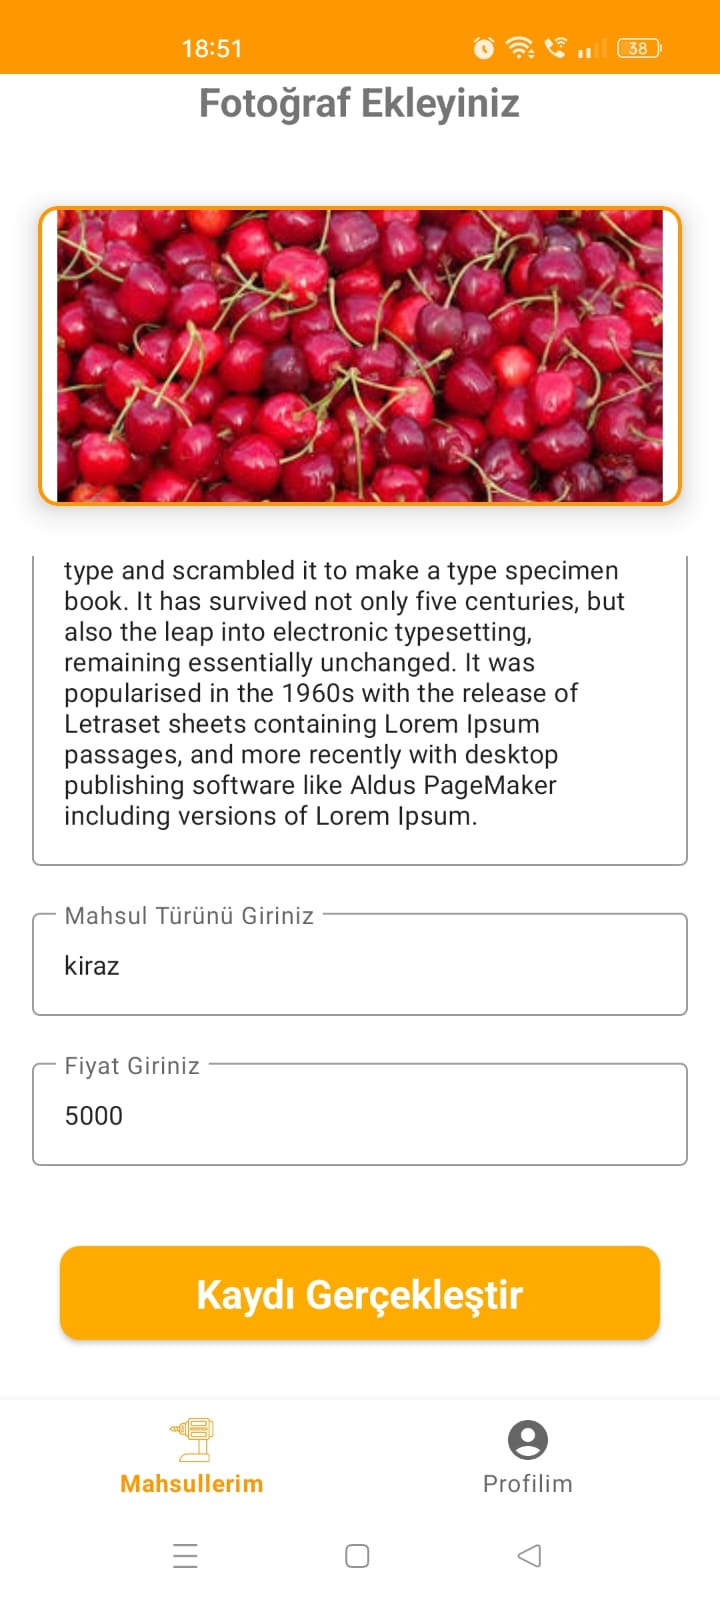 18:51
38
Fotoğraf Ekleyiniz
type and scrambled it to make a type specimen
book. It has survived not only five centuries, but
also the leap into electronic typesetting,
remaining essentially unchanged. It was
popularised in the 1960s with the release of
Letraset sheets containing Lorem Ipsum
passages, and more recently with desktop
publishing software like Aldus PageMaker
including versions of Lorem Ipsum.
Mahsul Türünü Giriniz
kiraz
Fiyat Giriniz
5000
Kaydı Gerçekleştir
Mahsullerim
Profilim